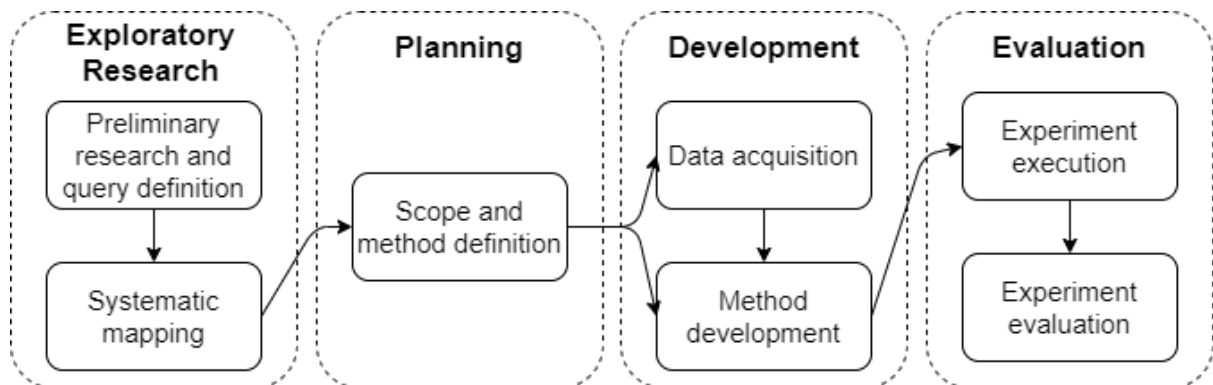 Exploratory
Research
Preliminary
research and
query definition
Systematic
mapping
Planning
Scope and
method definition
Development
Data acquisition
Method
development
Evaluation
Experiment
execution
Experiment
evaluation